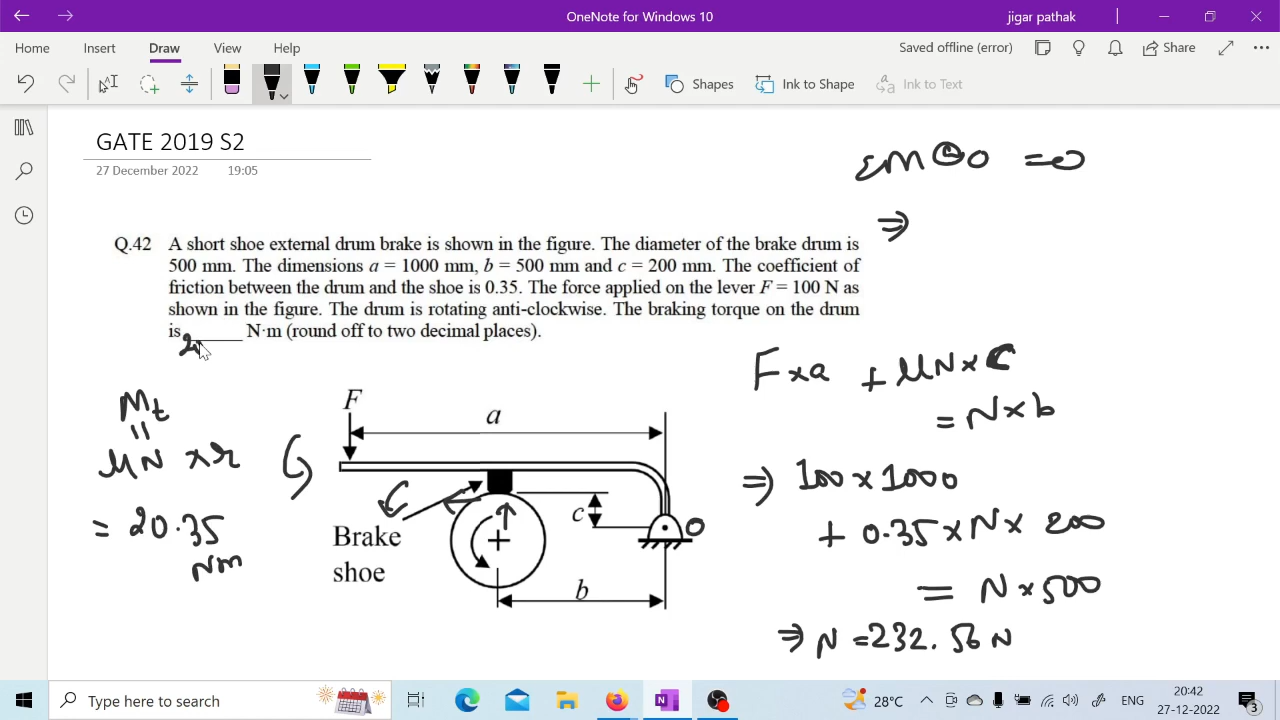 OneNote for Windows 10
jigar pathak
Home Insert Draw View Help
Saved offline (error)
Share
Shapes
Ink to Shape
Ink to Text
GATE 2019 S2
27 December 2022 19:05
ΣM@O =0
⇒
Q.42 A short shoe external drum brake is shown in the figure. The diameter of the brake drum is
500 mm. The dimensions a = 1000 mm, b = 500 mm and c = 200 mm. The coefficient of
friction between the drum and the shoe is 0.35. The force applied on the lever F = 100 N as
shown in the figure. The drum is rotating anti-clockwise. The braking torque on the drum
is ______ N·m (round off to two decimal places).
F×a + μN×C
= N×b
⇒ 100×1000
+ 0.35×N×200
= N×500
⇒ N = 232.56 N
Mt
=
μN ×r
= 20.35
Nm
F
a
Brake
shoe
c
O
b
Type here to search
28°C
ENG
20:42
27-12-2022
3